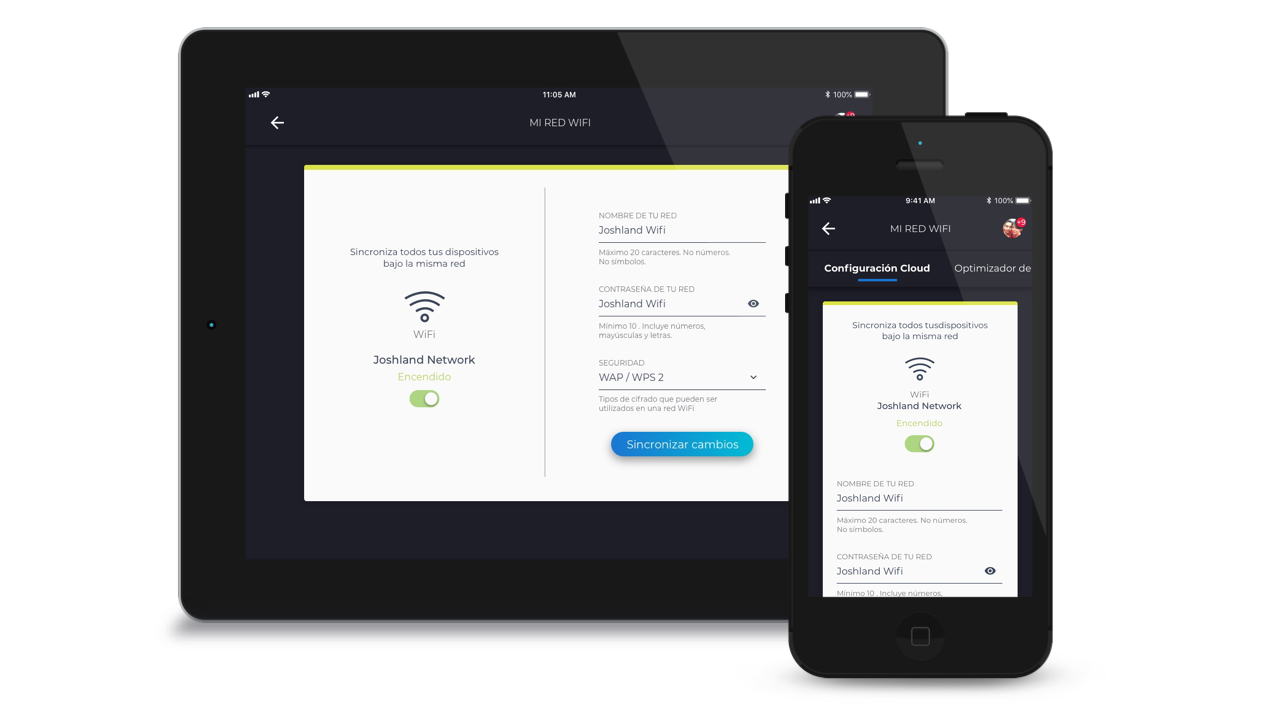 11:05 AM
100%
MI RED WIFI
Sincroniza todos tus dispositivos
bajo la misma red
WiFi
Joshland Network
Encendido
NOMBRE DE TU RED
Joshland Wifi
Máximo 20 caracteres. No números.
No símbolos.
CONTRASEÑA DE TU RED
Joshland Wifi
Mínimo 10 . Incluye números,
mayúsculas y letras.
SEGURIDAD
WAP / WPS 2
Tipos de cifrado que pueden ser
utilizados en una red WiFi
Sincronizar cambios
9:41 AM
100%
MI RED WIFI
+9
Configuración Cloud
Optimizador de
Sincroniza todos tusdispositivos
bajo la misma red
WiFi
Joshland Network
Encendido
NOMBRE DE TU RED
Joshland Wifi
Máximo 20 caracteres. No números.
No símbolos.
CONTRASEÑA DE TU RED
Joshland Wifi
Mínimo 10 . Incluye números,